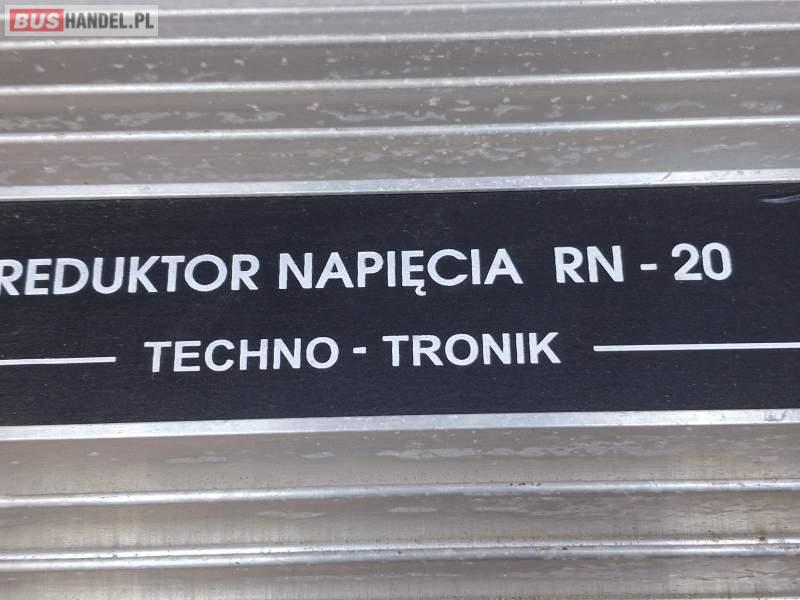 BUSHANDEL.PL
REDUKTOR NAPIĘCIA RN - 20
TECHNO - TRONIK